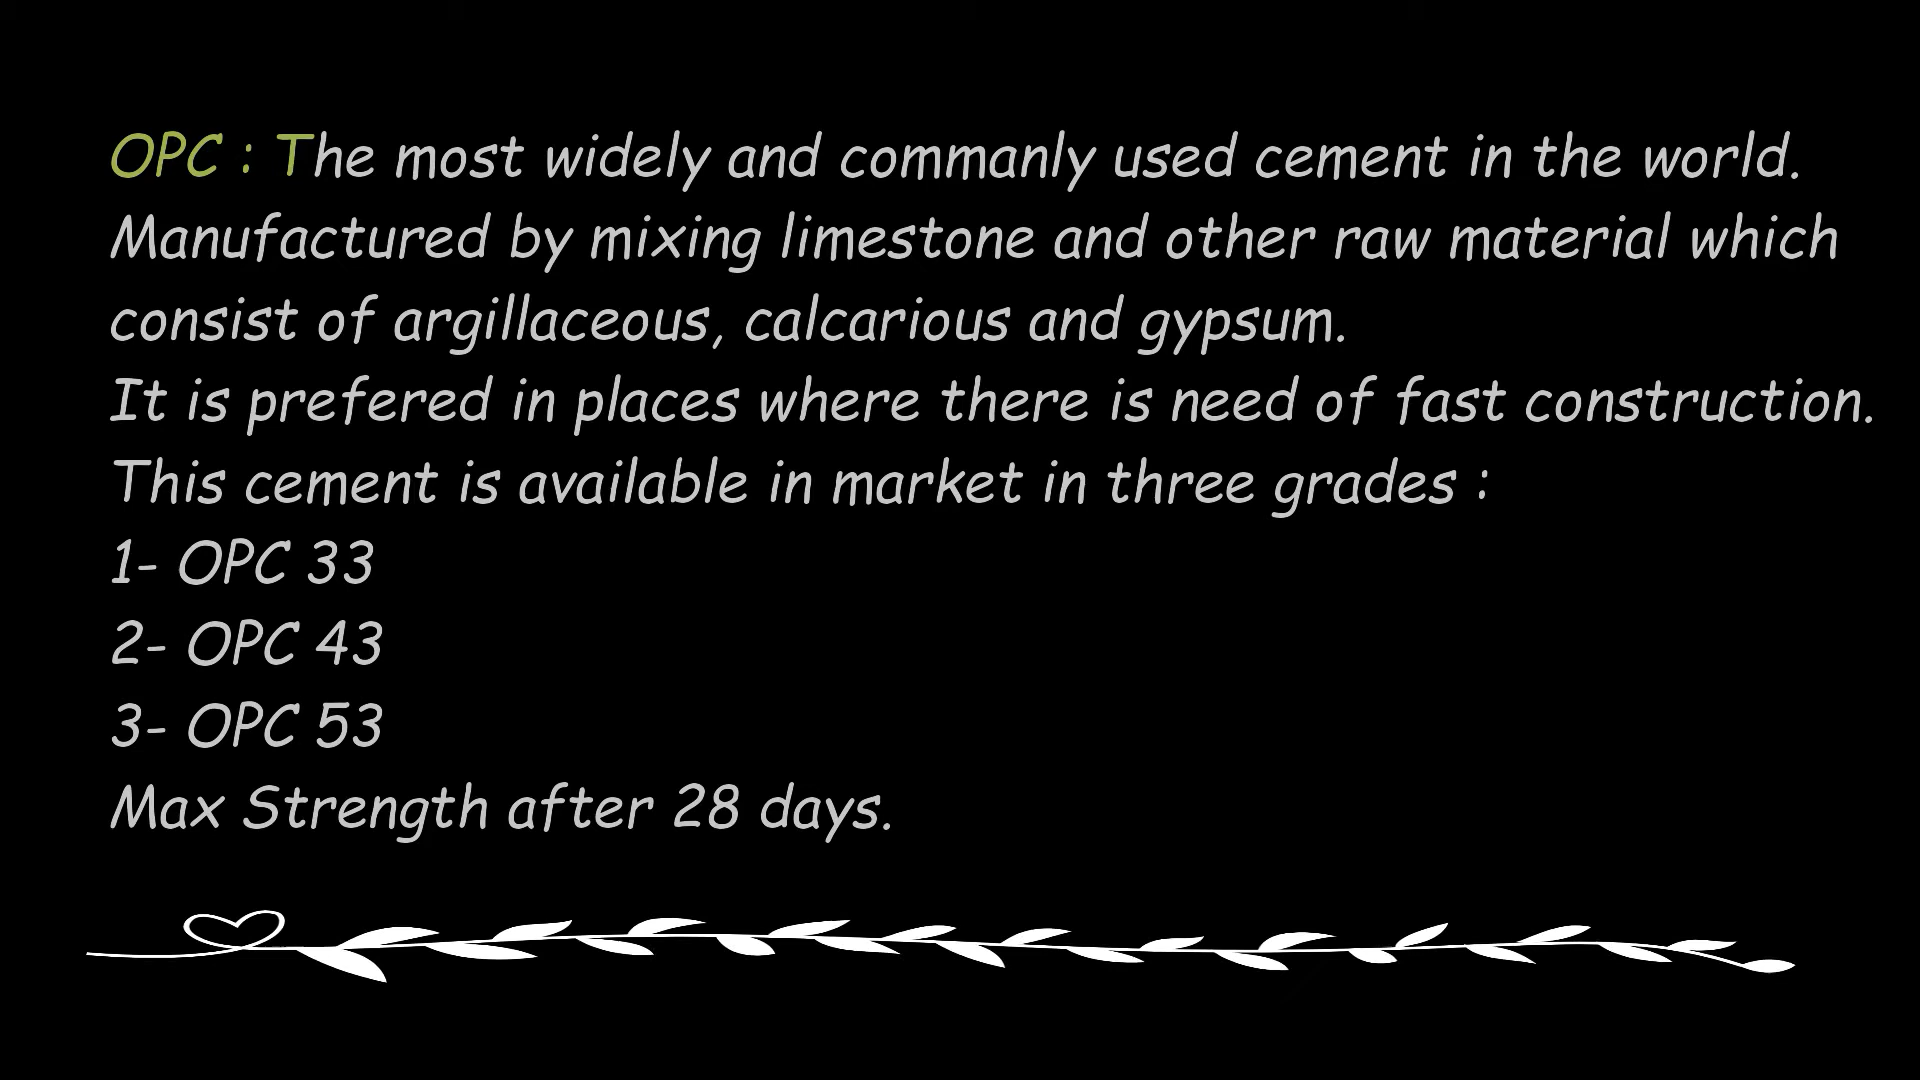 OPC : The most widely and commanly used cement in the world.
Manufactured by mixing limestone and other raw material which
consist of argillaceous, calcarious and gypsum.
It is prefered in places where there is need of fast construction.
This cement is available in market in three grades :
1- OPC 33
2- OPC 43
3- OPC 53
Max Strength after 28 days.